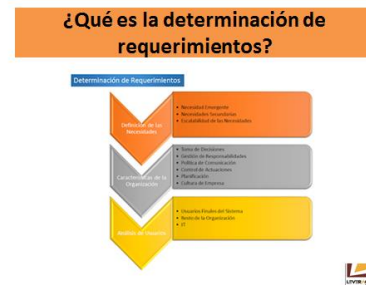 ¿Qué es la determinación de
requerimientos?
Determinación de Requerimientos
Definición de las
Necesidades
• Necesidad Emergente
• Necesidades Secundarias
• Escalabilidad de las Necesidades
Características de la
Organización
• Toma de Decisiones
• Gestión de Responsabilidades
• Política de Comunicación
• Control de Actuaciones
• Planificación
• Cultura de Empresa
Análisis de Usuarios
• Usuarios Finales del Sistema
• Resto de la Organización
• IT